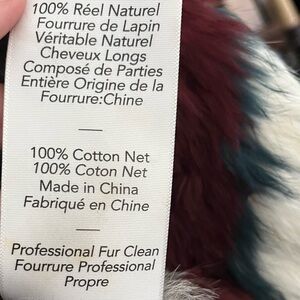 100% Réel Naturel
Fourrure de Lapin
Véritable Naturel
Cheveux Longs
Composé de Parties
Entière Origine de la
Fourrure:Chine
100% Cotton Net
100% Coton Net
Made in China
Fabriqué en Chine
Professional Fur Clean
Fourrure Professional
Propre